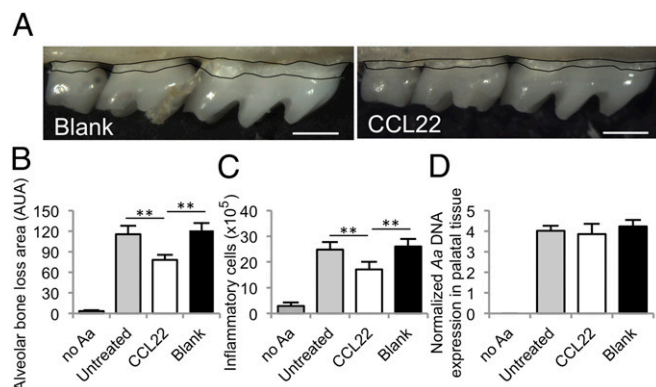 A
Blank
CCL22
B
Alveolar bone loss area (AUA)
150
120
90
60
30
0
**
**
no Aa
Untreated
CCL22
Blank
C
Inflammatory cells (x10⁵)
40
30
20
10
0
**
**
no Aa
Untreated
CCL22
Blank
D
Normalized Aa DNA
expression in palatal tissue
5
4
3
2
1
0
no Aa
Untreated
CCL22
Blank